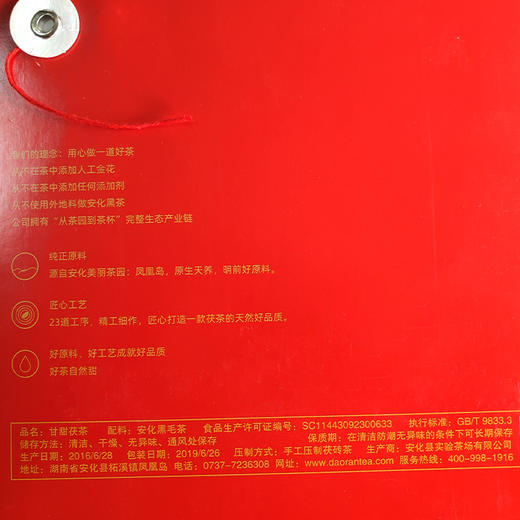 我们的理念：用心做一道好茶
从不在茶中添加人工金花
从不在茶中添加任何添加剂
从不使用外地料做安化黑茶
公司拥有“从茶园到茶杯”完整生态产业链
纯正原料
源自安化美丽茶园：凤凰岛，原生天养，明前好原料。
匠心工艺
23道工序，精工细作，匠心打造一款茯茶的天然好品质。
好原料，好工艺成就好品质
好茶自然甜
品名：甘甜茯茶 配料：安化黑毛茶 食品生产许可证编号：SC11443092300633 执行标准：GB/T 9833.3
储存方法：清洁、干燥、无异味、通风处保存 保质期：在清洁防潮无异味的条件下可长期保存
生产日期：2016/6/28 包装日期：2019/6/26 压制方式：手工压制茯砖茶 生产商：安化县实验茶场有限公司
地址：湖南省安化县柘溪镇凤凰岛 电话：0737-7236308 网址：www.daorantea.com 服务热线：400-998-1916